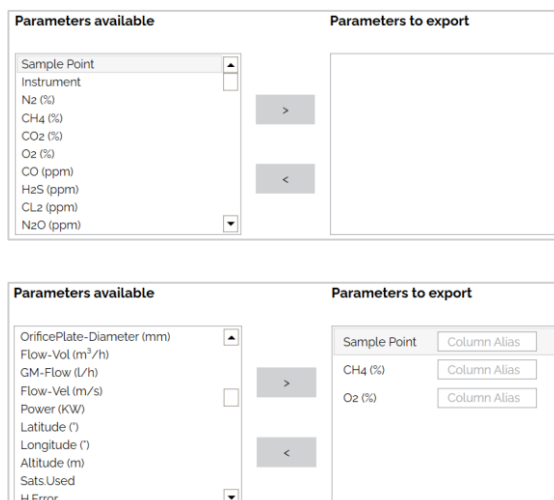 Parameters available
Parameters to export
Sample Point
Instrument
N2 (%)
CH4 (%)
CO2 (%)
O2 (%)
CO (ppm)
H2S (ppm)
CL2 (ppm)
N2O (ppm)
>
<
Parameters available
Parameters to export
OrificePlate-Diameter (mm)
Flow-Vol (m³/h)
GM-Flow (l/h)
Flow-Vel (m/s)
Power (KW)
Latitude (°)
Longitude (°)
Altitude (m)
Sats.Used
H.Error
>
<
Sample Point Column Alias
CH4 (%) Column Alias
O2 (%) Column Alias